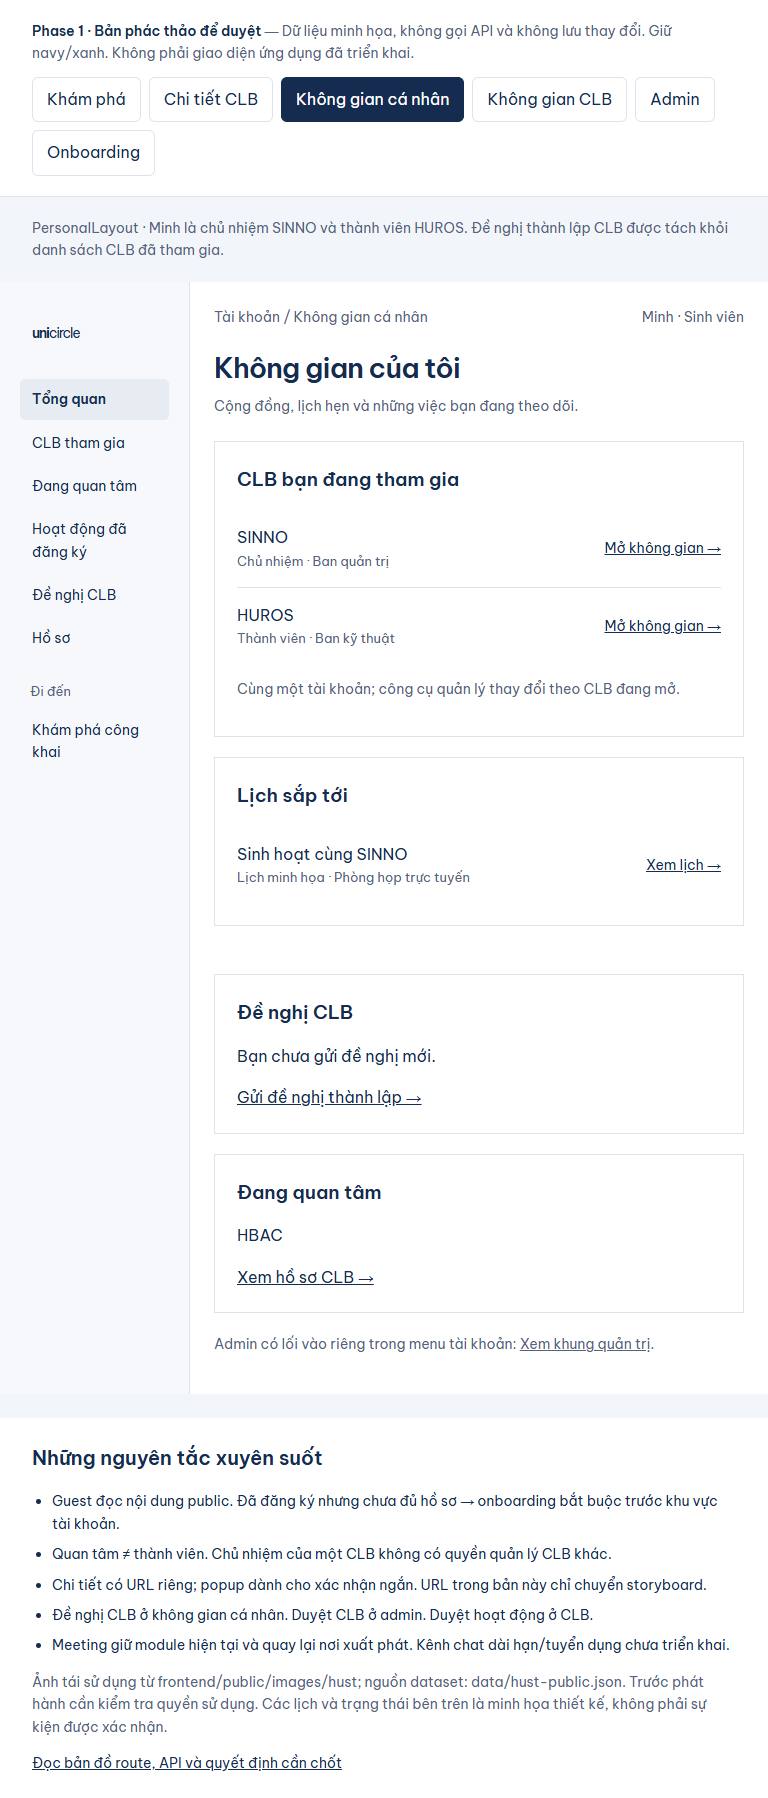 Phase 1 · Bản phác thảo để duyệt — Dữ liệu minh họa, không gọi API và không lưu thay đổi. Giữ
navy/xanh. Không phải giao diện ứng dụng đã triển khai.
Khám phá
Chi tiết CLB
Không gian cá nhân
Không gian CLB
Admin
Onboarding
PersonalLayout · Minh là chủ nhiệm SINNO và thành viên HUROS. Đề nghị thành lập CLB được tách khỏi
danh sách CLB đã tham gia.
unicircle
Tổng quan
CLB tham gia
Đang quan tâm
Hoạt động đã
đăng ký
Đề nghị CLB
Hồ sơ
Đi đến
Khám phá công
khai
Tài khoản / Không gian cá nhân
Minh · Sinh viên
Không gian của tôi
Cộng đồng, lịch hẹn và những việc bạn đang theo dõi.
CLB bạn đang tham gia
SINNO
Chủ nhiệm · Ban quản trị
Mở không gian →
HUROS
Thành viên · Ban kỹ thuật
Mở không gian →
Cùng một tài khoản; công cụ quản lý thay đổi theo CLB đang mở.
Lịch sắp tới
Sinh hoạt cùng SINNO
Lịch minh họa · Phòng họp trực tuyến
Xem lịch →
Đề nghị CLB
Bạn chưa gửi đề nghị mới.
Gửi đề nghị thành lập →
Đang quan tâm
HBAC
Xem hồ sơ CLB →
Admin có lối vào riêng trong menu tài khoản: Xem khung quản trị.
Những nguyên tắc xuyên suốt
• Guest đọc nội dung public. Đã đăng ký nhưng chưa đủ hồ sơ → onboarding bắt buộc trước khu vực
tài khoản.
• Quan tâm ≠ thành viên. Chủ nhiệm của một CLB không có quyền quản lý CLB khác.
• Chi tiết có URL riêng; popup dành cho xác nhận ngắn. URL trong bản này chỉ chuyển storyboard.
• Đề nghị CLB ở không gian cá nhân. Duyệt CLB ở admin. Duyệt hoạt động ở CLB.
• Meeting giữ module hiện tại và quay lại nơi xuất phát. Kênh chat dài hạn/tuyển dụng chưa triển khai.
Ảnh tái sử dụng từ frontend/public/images/hust; nguồn dataset: data/hust-public.json. Trước phát
hành cần kiểm tra quyền sử dụng. Các lịch và trạng thái bên trên là minh họa thiết kế, không phải sự
kiện được xác nhận.
Đọc bản đồ route, API và quyết định cần chốt